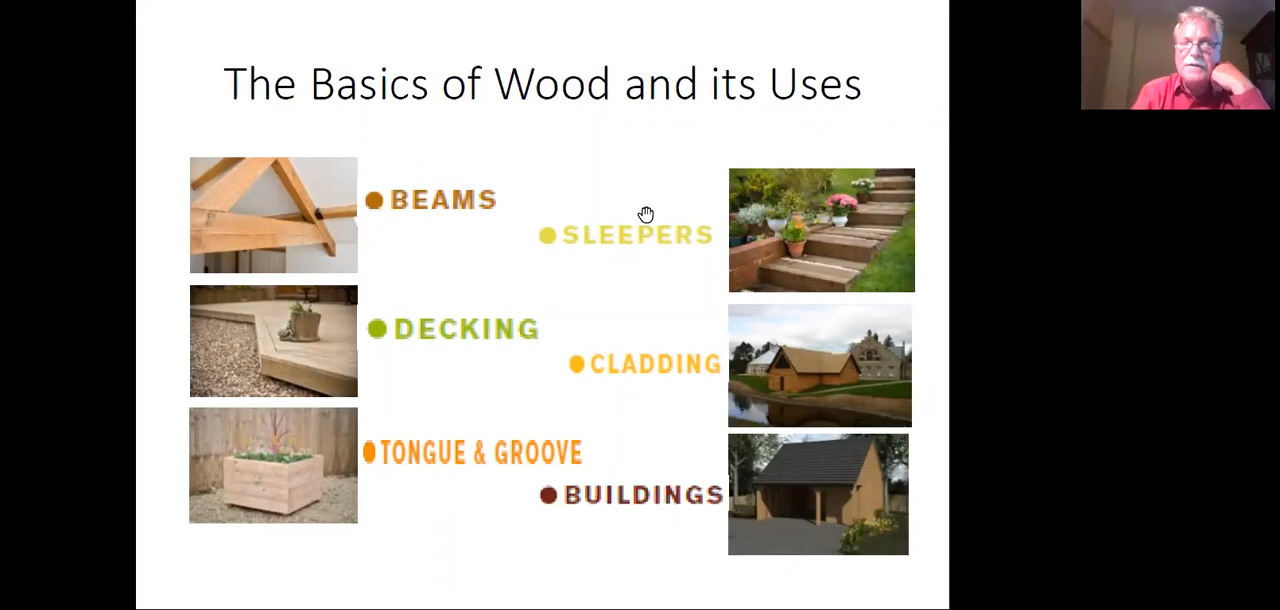 The Basics of Wood and its Uses
BEAMS
SLEEPERS
DECKING
CLADDING
TONGUE & GROOVE
BUILDINGS